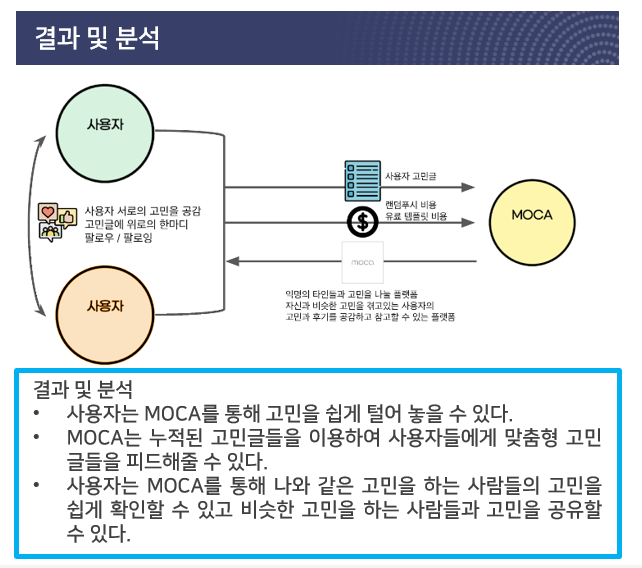 결과 및 분석
사용자
사용자 고민글
랜덤푸시 비용
유료 템플릿 비용
MOCA
사용자 서로의 고민을 공감
고민글에 위로의 한마디
팔로우 / 팔로잉
moca
사용자
익명의 타인들과 고민을 나눌 플랫폼
자신과 비슷한 고민을 겪고있는 사용자의
고민과 후기를 공감하고 참고할 수 있는 플랫폼
결과 및 분석
• 사용자는 MOCA를 통해 고민을 쉽게 털어 놓을 수 있다.
• MOCA는 누적된 고민글들을 이용하여 사용자들에게 맞춤형 고민
글들을 피드해줄 수 있다.
• 사용자는 MOCA를 통해 나와 같은 고민을 하는 사람들의 고민을
쉽게 확인할 수 있고 비슷한 고민을 하는 사람들과 고민을 공유할
수 있다.